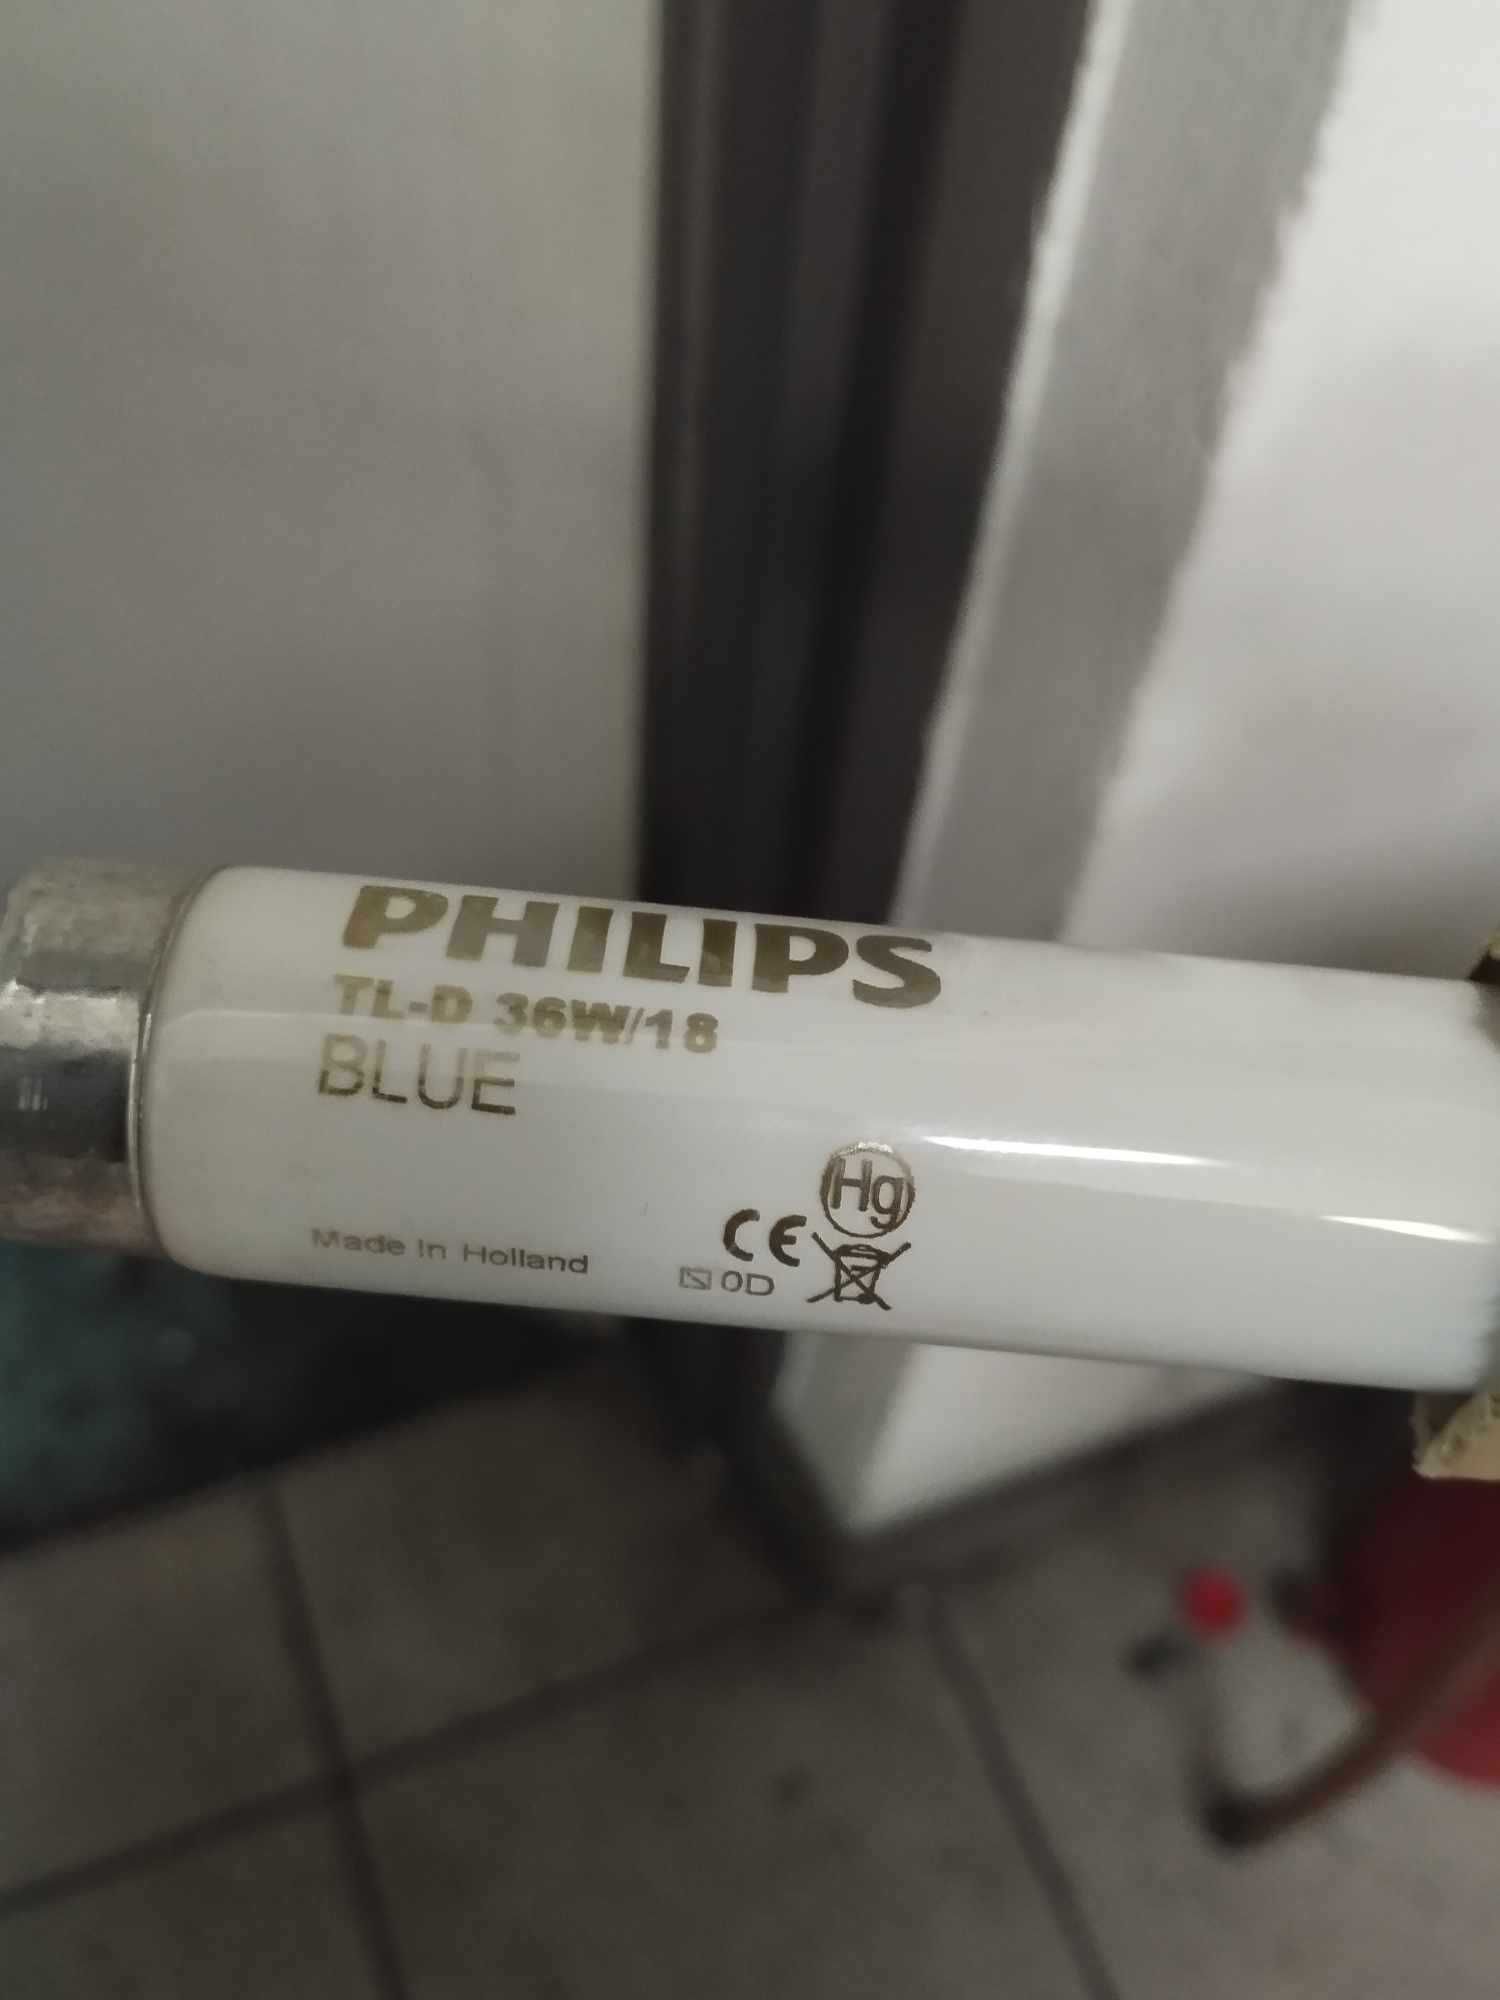 PHILIPS
TL-D 36W/18
BLUE
Hg
CE
Made in Holland
0D